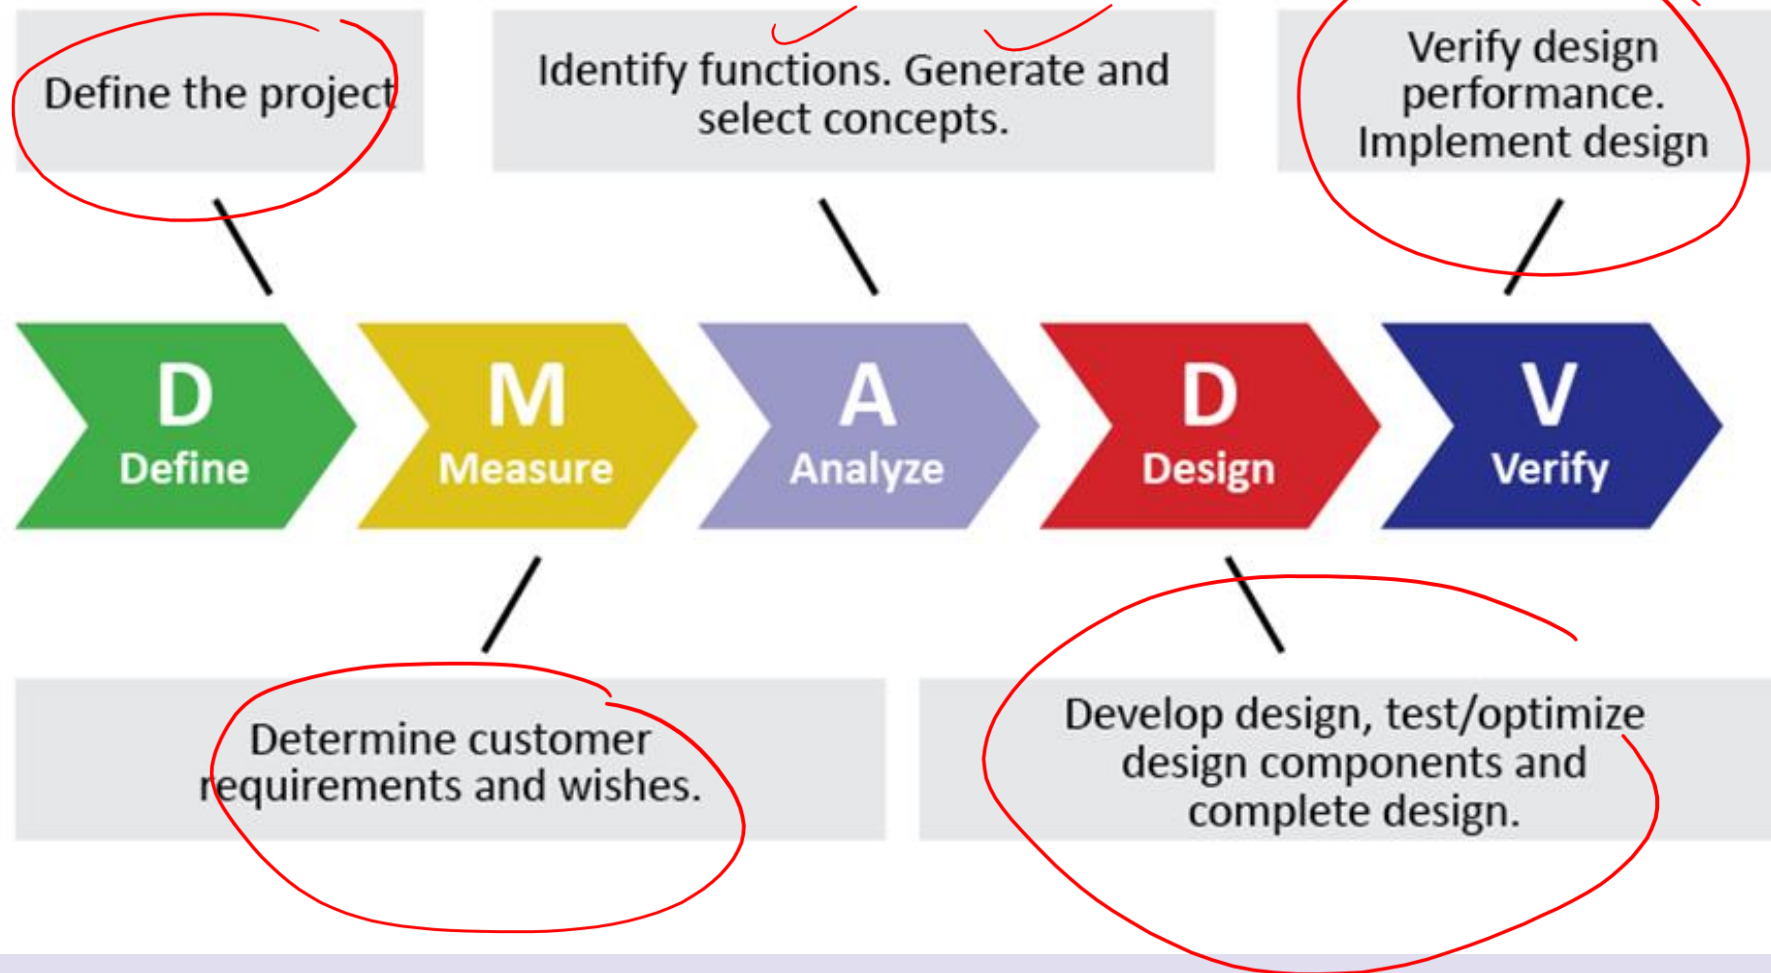 Define the project
Identify functions. Generate and
select concepts.
Verify design
performance.
Implement design
D
Define
M
Measure
A
Analyze
D
Design
V
Verify
Determine customer
requirements and wishes.
Develop design, test/optimize
design components and
complete design.